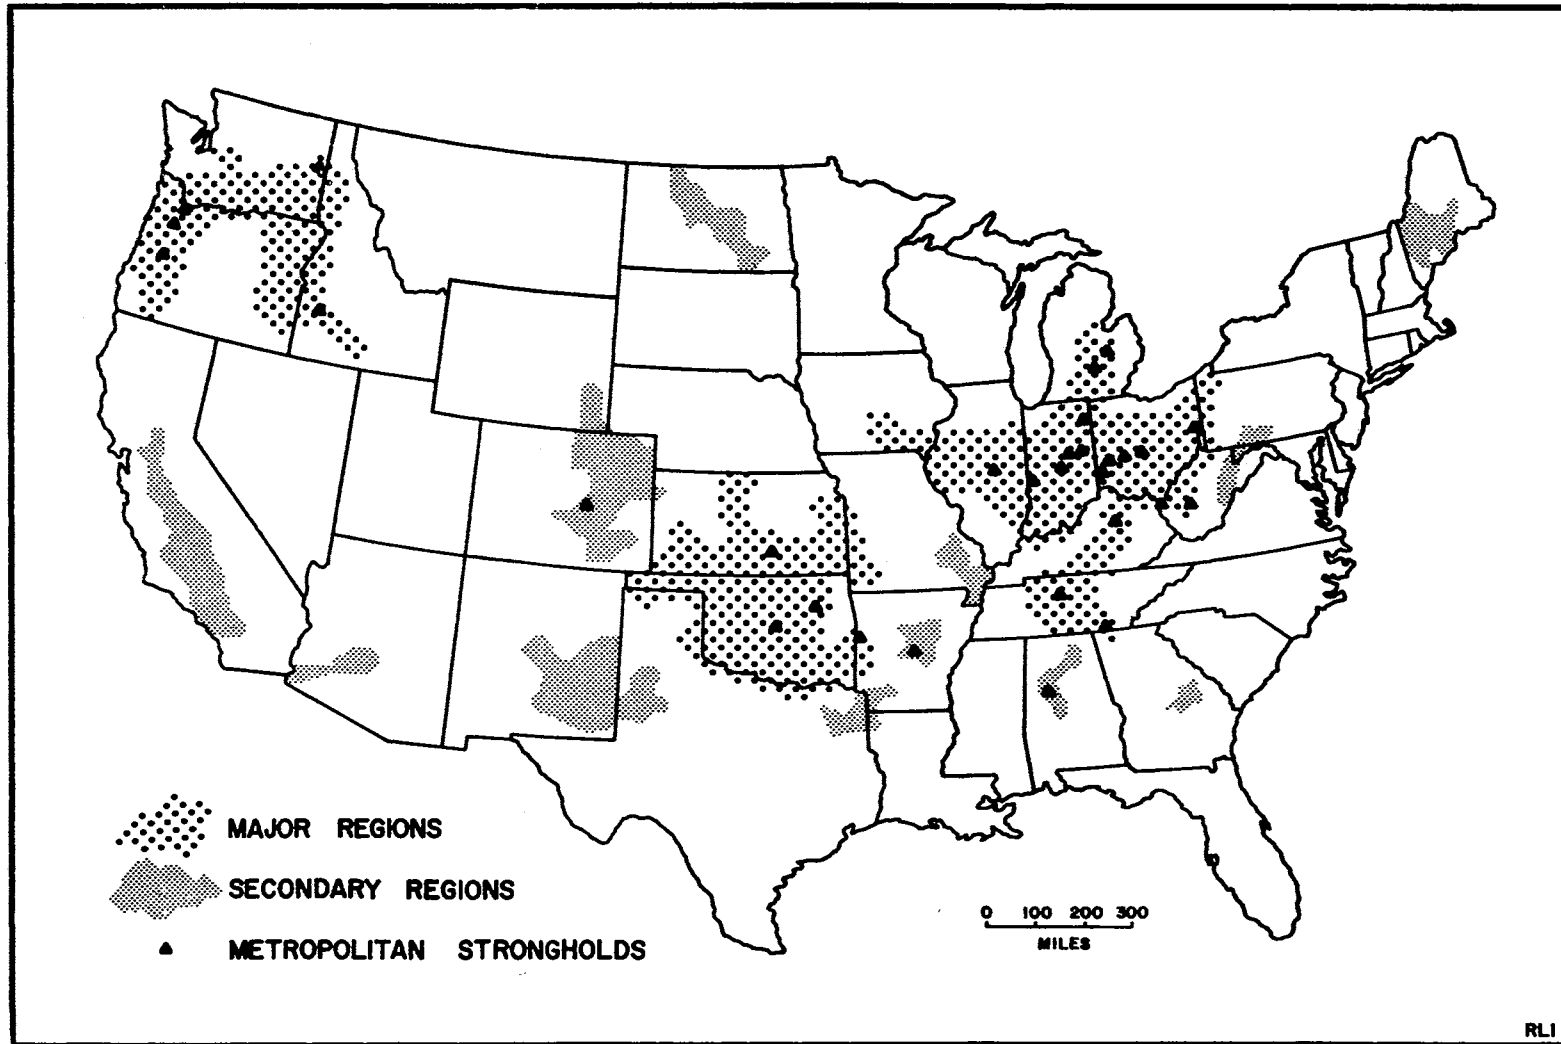 MAJOR REGIONS
SECONDARY REGIONS
METROPOLITAN STRONGHOLDS
0 100 200 300
MILES
RLI